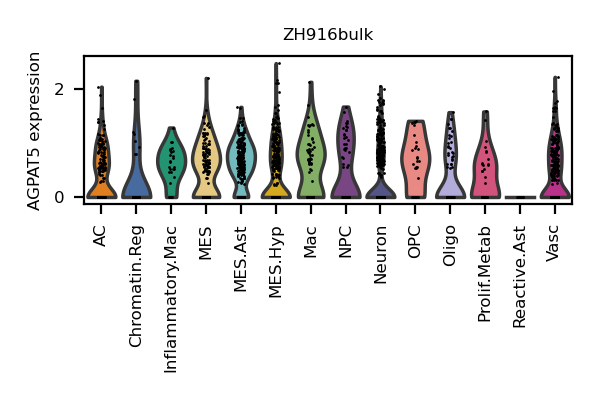 ZH916bulk
AGPAT5 expression
2
0
AC
Chromatin.Reg
Inflammatory.Mac
MES
MES.Ast
MES.Hyp
Mac
NPC
Neuron
OPC
Oligo
Prolif.Metab
Reactive.Ast
Vasc